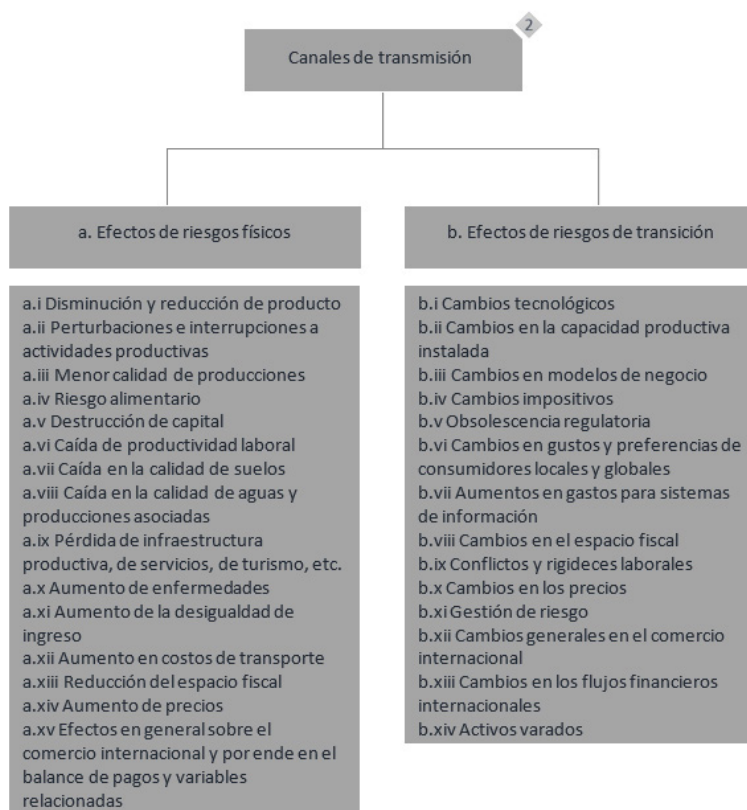 2
Canales de transmisión
a. Efectos de riesgos físicos
a.i Disminución y reducción de producto
a.ii Perturbaciones e interrupciones a
actividades productivas
a.iii Menor calidad de producciones
a.iv Riesgo alimentario
a.v Destrucción de capital
a.vi Caída de productividad laboral
a.vii Caída en la calidad de suelos
a.viii Caída en la calidad de aguas y
producciones asociadas
a.ix Pérdida de infraestructura
productiva, de servicios, de turismo, etc.
a.x Aumento de enfermedades
a.xi Aumento de la desigualdad de
ingreso
a.xii Aumento en costos de transporte
a.xiii Reducción del espacio fiscal
a.xiv Aumento de precios
a.xv Efectos en general sobre el
comercio internacional y por ende en el
balance de pagos y variables
relacionadas
b. Efectos de riesgos de transición
b.i Cambios tecnológicos
b.ii Cambios en la capacidad productiva
instalada
b.iii Cambios en modelos de negocio
b.iv Cambios impositivos
b.v Obsolescencia regulatoria
b.vi Cambios en gustos y preferencias de
consumidores locales y globales
b.vii Aumentos en gastos para sistemas
de información
b.viii Cambios en el espacio fiscal
b.ix Conflictos y rigideces laborales
b.x Cambios en los precios
b.xi Gestión de riesgo
b.xii Cambios generales en el comercio
internacional
b.xiii Cambios en los flujos financieros
internacionales
b.xiv Activos varados